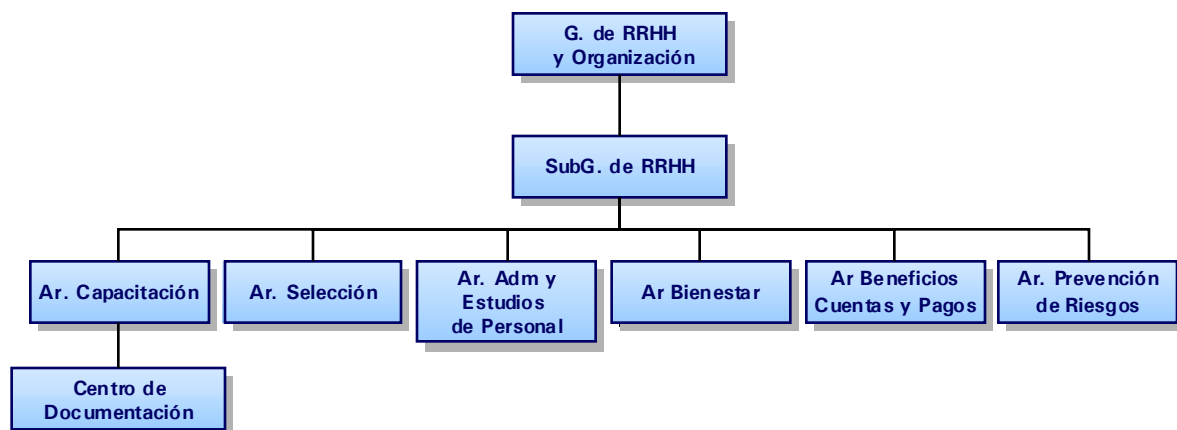 G. de RRHH
y Organización
SubG. de RRHH
Ar. Capacitación
Ar. Selección
Ar. Adm y
Estudios
de Personal
Ar Bienestar
Ar Beneficios
Cuentas y Pagos
Ar. Prevención
de Riesgos
Centro de
Documentación